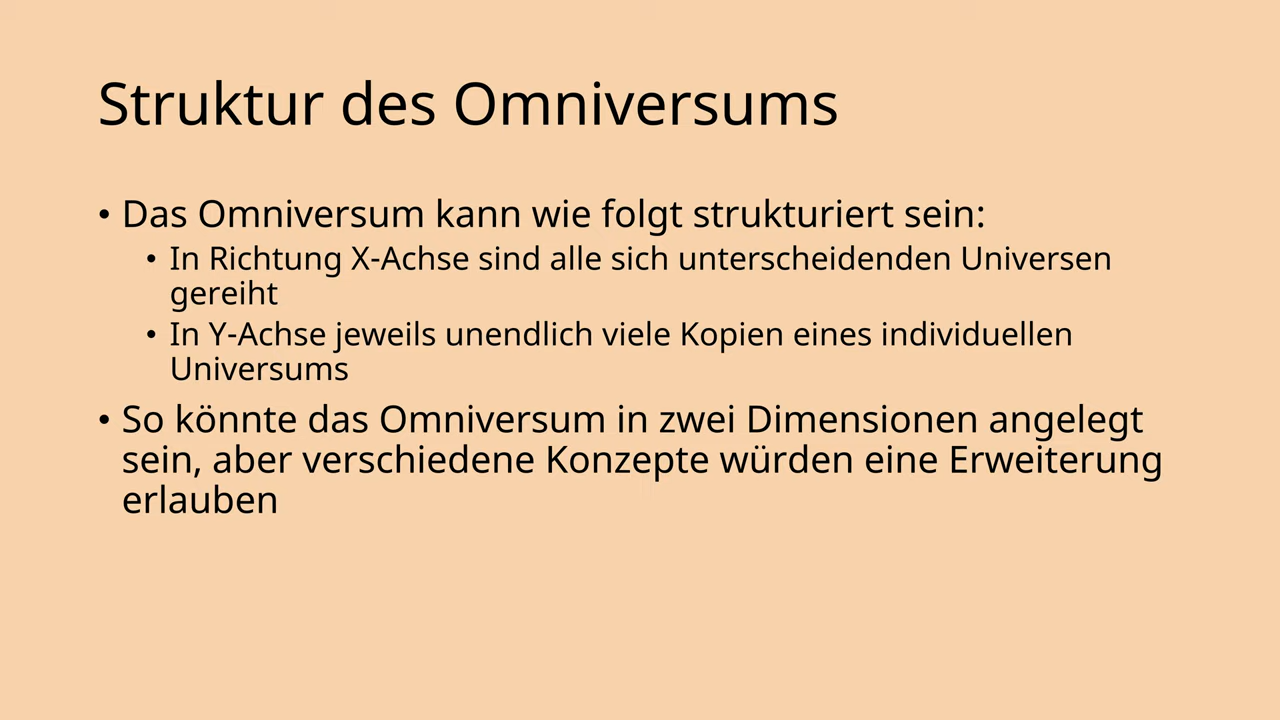 Struktur des Omniversums
• Das Omniversum kann wie folgt strukturiert sein:
• In Richtung X-Achse sind alle sich unterscheidenden Universen
gereiht
• In Y-Achse jeweils unendlich viele Kopien eines individuellen
Universums
• So könnte das Omniversum in zwei Dimensionen angelegt
sein, aber verschiedene Konzepte würden eine Erweiterung
erlauben